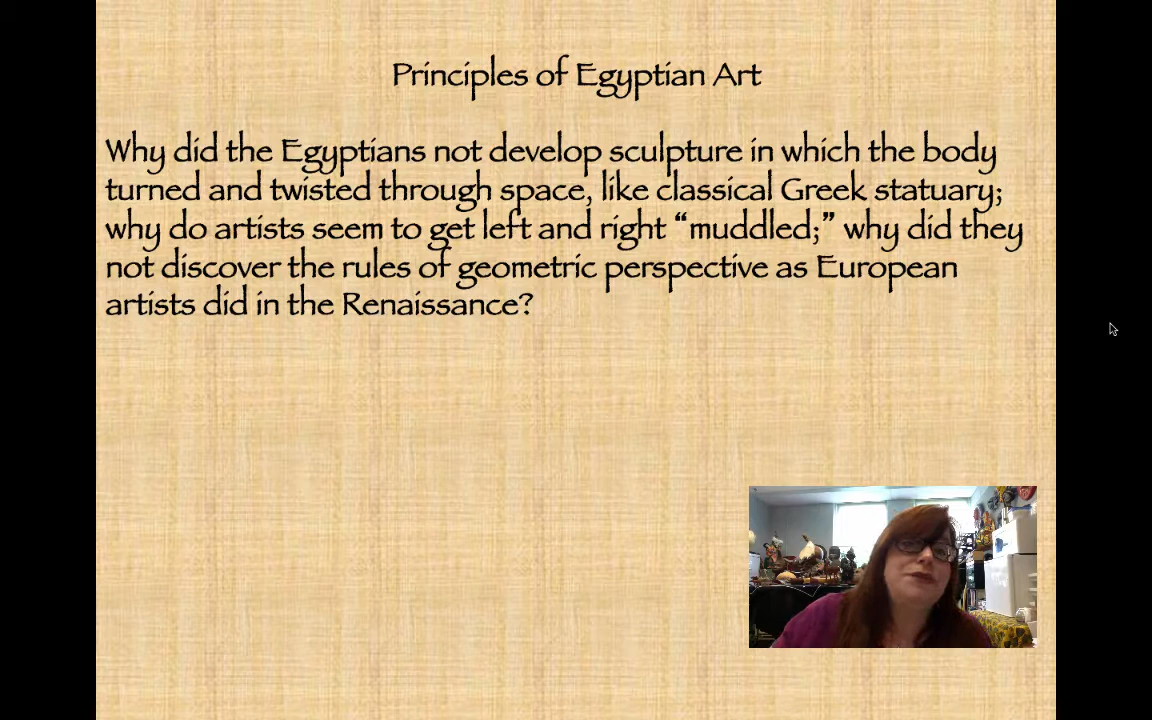 Principles of Egyptian Art
Why did the Egyptians not develop sculpture in which the body
turned and twisted through space, like classical Greek statuary;
why do artists seem to get left and right “muddled;” why did they
not discover the rules of geometric perspective as European
artists did in the Renaissance?